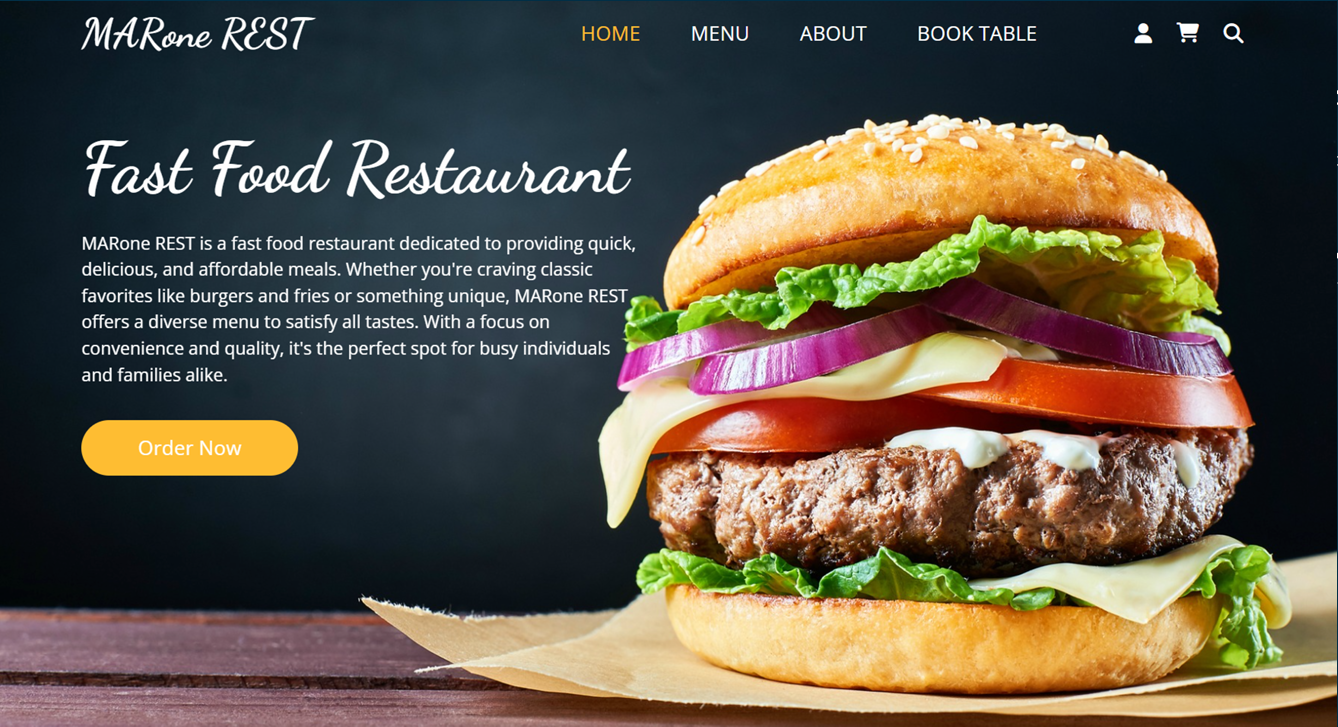 MARone REST
HOME MENU ABOUT BOOK TABLE
Fast Food Restaurant
MARone REST is a fast food restaurant dedicated to providing quick,
delicious, and affordable meals. Whether you're craving classic
favorites like burgers and fries or something unique, MARone REST
offers a diverse menu to satisfy all tastes. With a focus on
convenience and quality, it's the perfect spot for busy individuals
and families alike.
Order Now